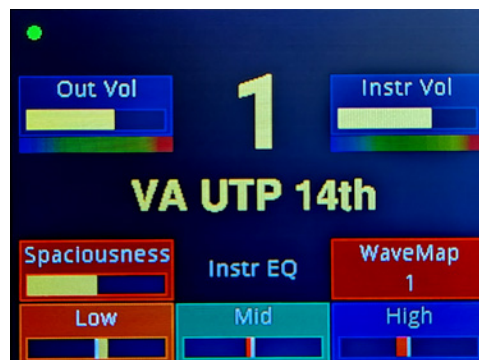 Out Vol
1
Instr Vol
VA UTP 14th
Spaciousness
Instr EQ
WaveMap
1
Low
Mid
High